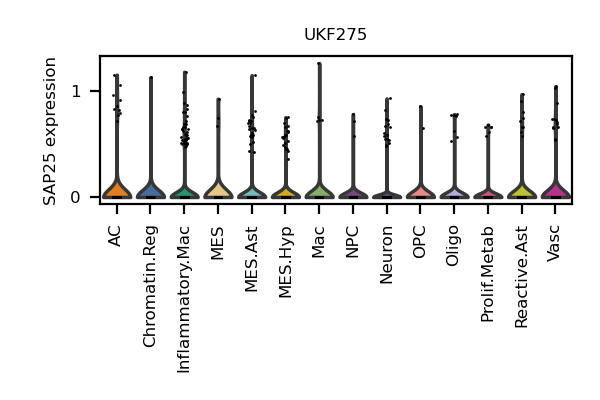 UKF275
SAP25 expression
1
0
AC
Chromatin.Reg
Inflammatory.Mac
MES
MES.Ast
MES.Hyp
Mac
NPC
Neuron
OPC
Oligo
Prolif.Metab
Reactive.Ast
Vasc